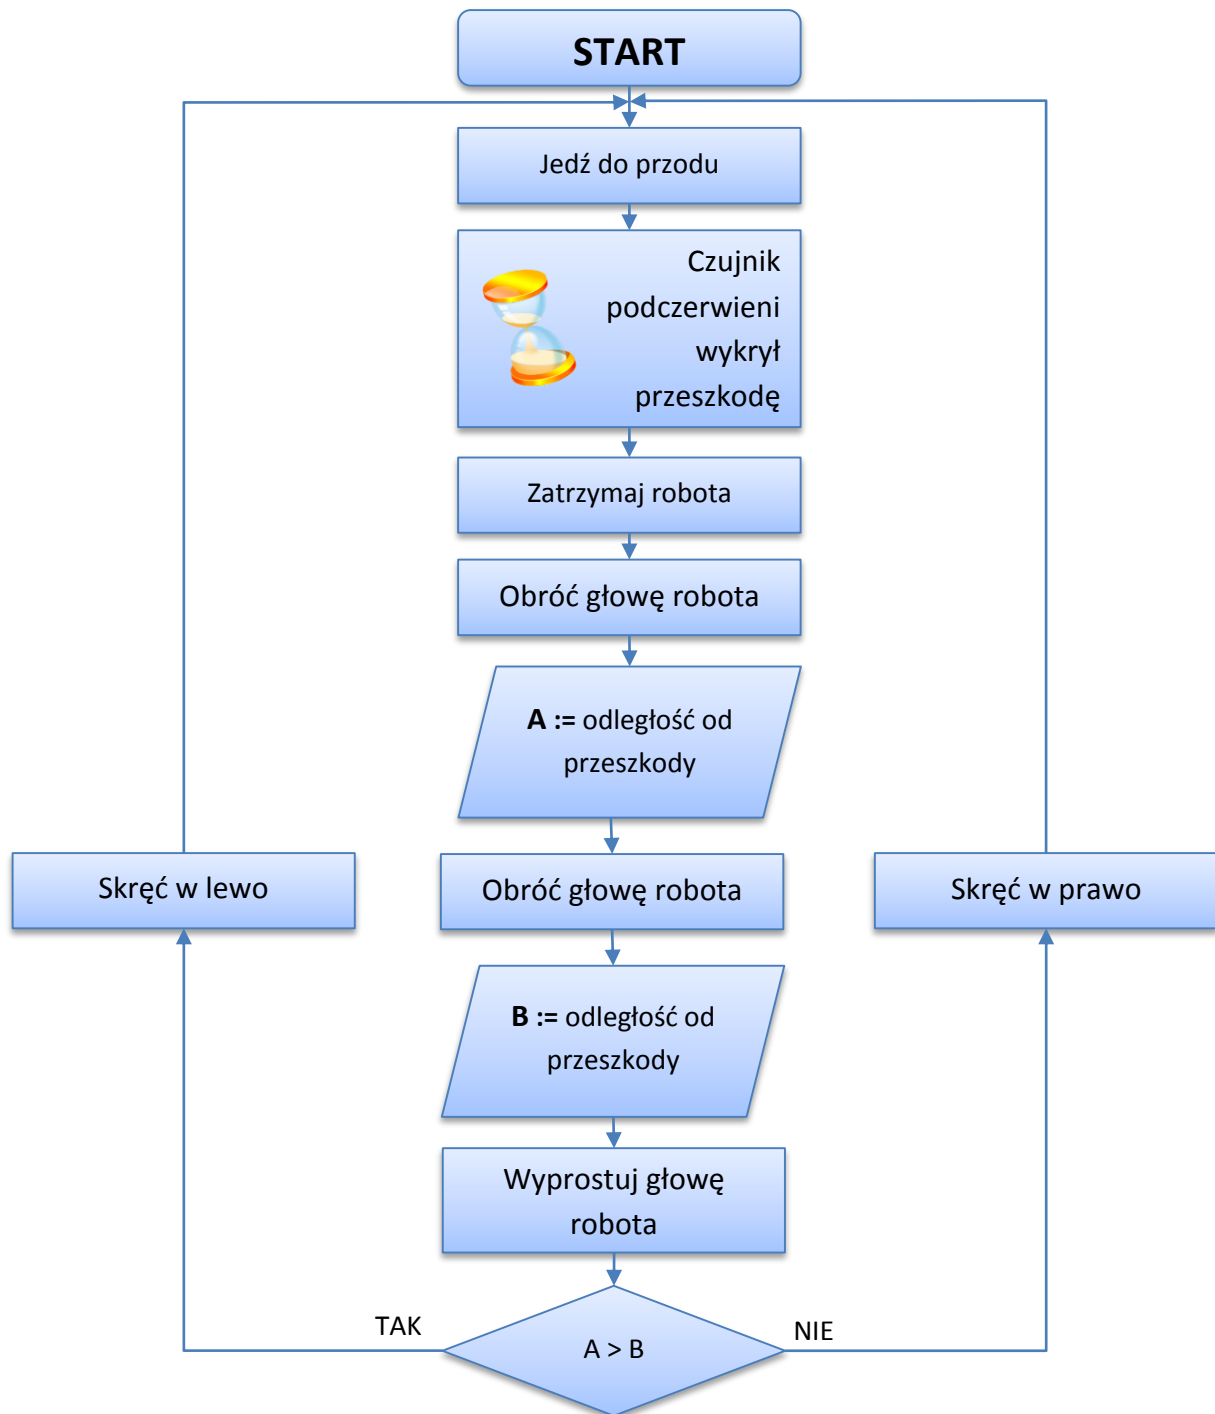 START
Jedź do przodu
Czujnik
podczerwieni
wykrył
przeszkodę
Zatrzymaj robota
Obróć głowę robota
A := odległość od
przeszkody
Skręć w lewo
Obróć głowę robota
Skręć w prawo
B := odległość od
przeszkody
Wyprostuj głowę
robota
TAK
A > B
NIE